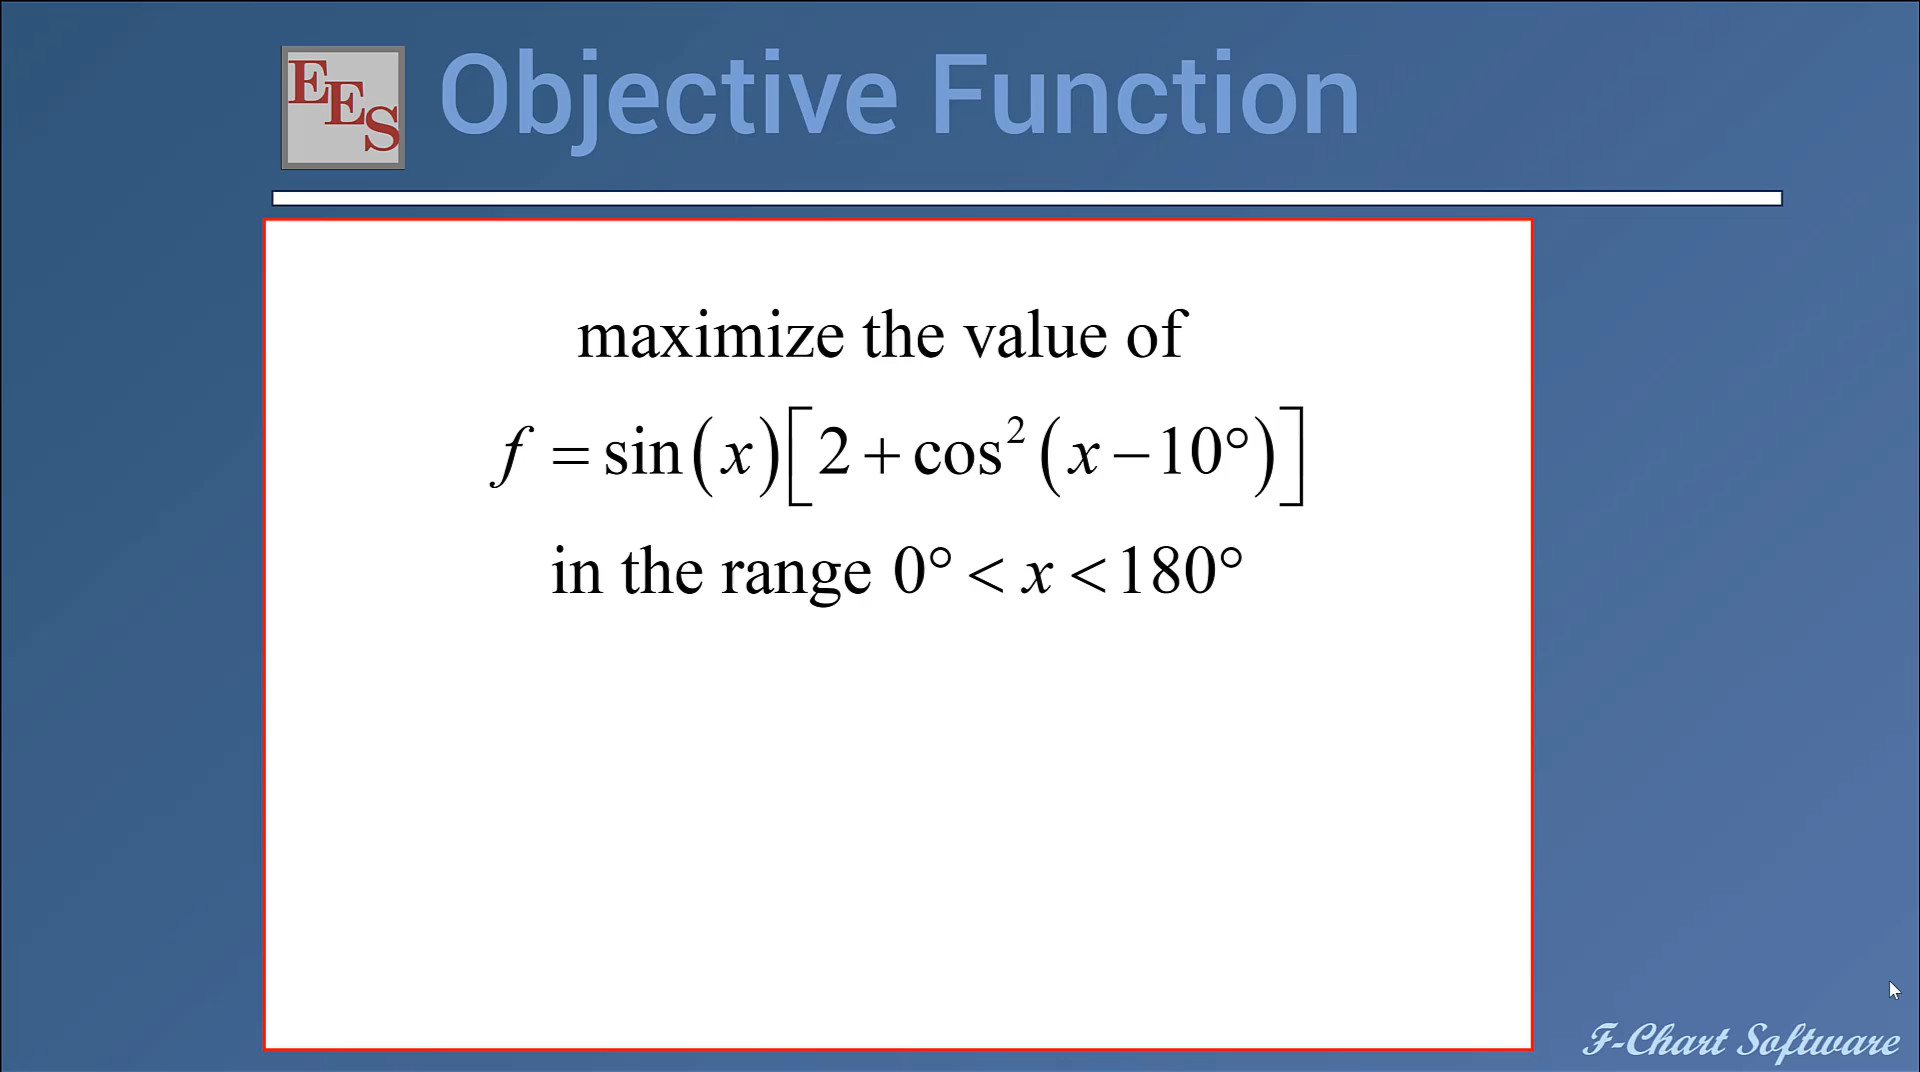 EES
Objective Function
maximize the value of
f = sin(x)[2 + cos²(x − 10°)]
in the range 0° < x < 180°
F-Chart Software